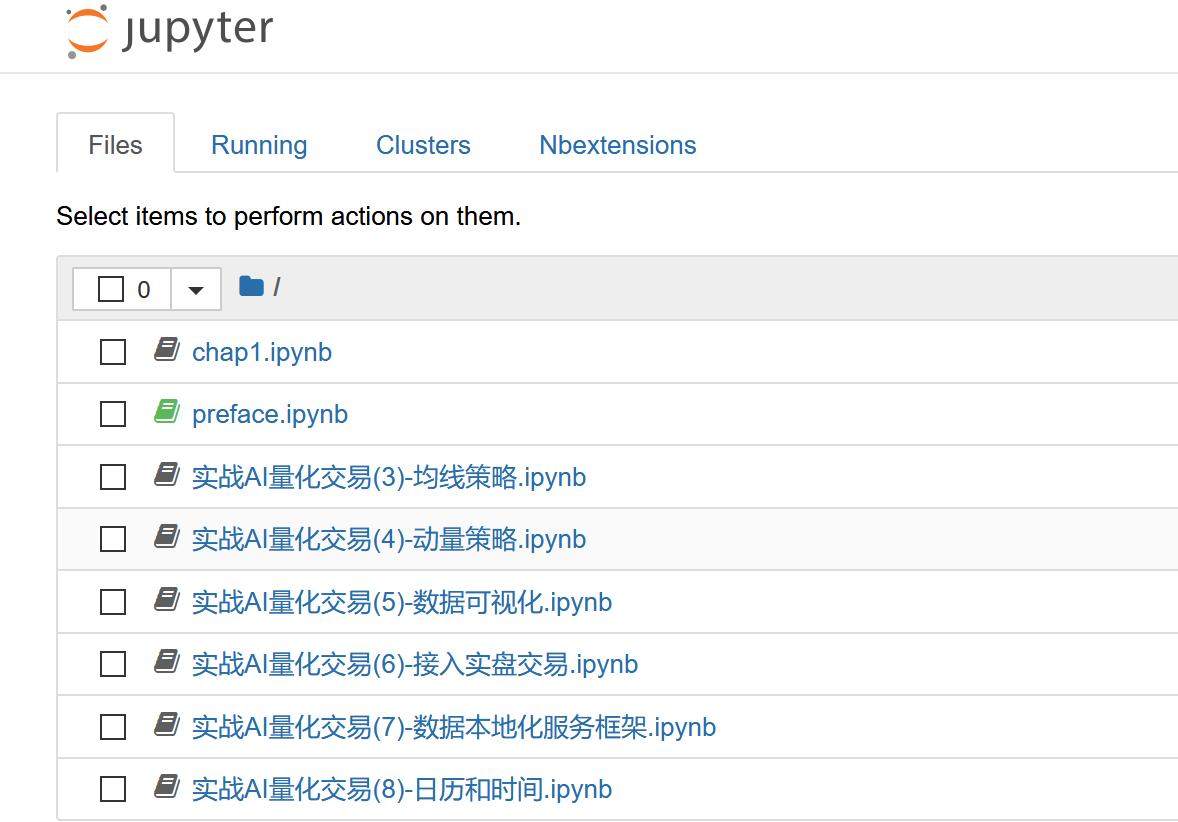 jupyter
Files Running Clusters Nbextensions
Select items to perform actions on them.
0 /
chap1.ipynb
preface.ipynb
实战AI量化交易(3)-均线策略.ipynb
实战AI量化交易(4)-动量策略.ipynb
实战AI量化交易(5)-数据可视化.ipynb
实战AI量化交易(6)-接入实盘交易.ipynb
实战AI量化交易(7)-数据本地化服务框架.ipynb
实战AI量化交易(8)-日历和时间.ipynb